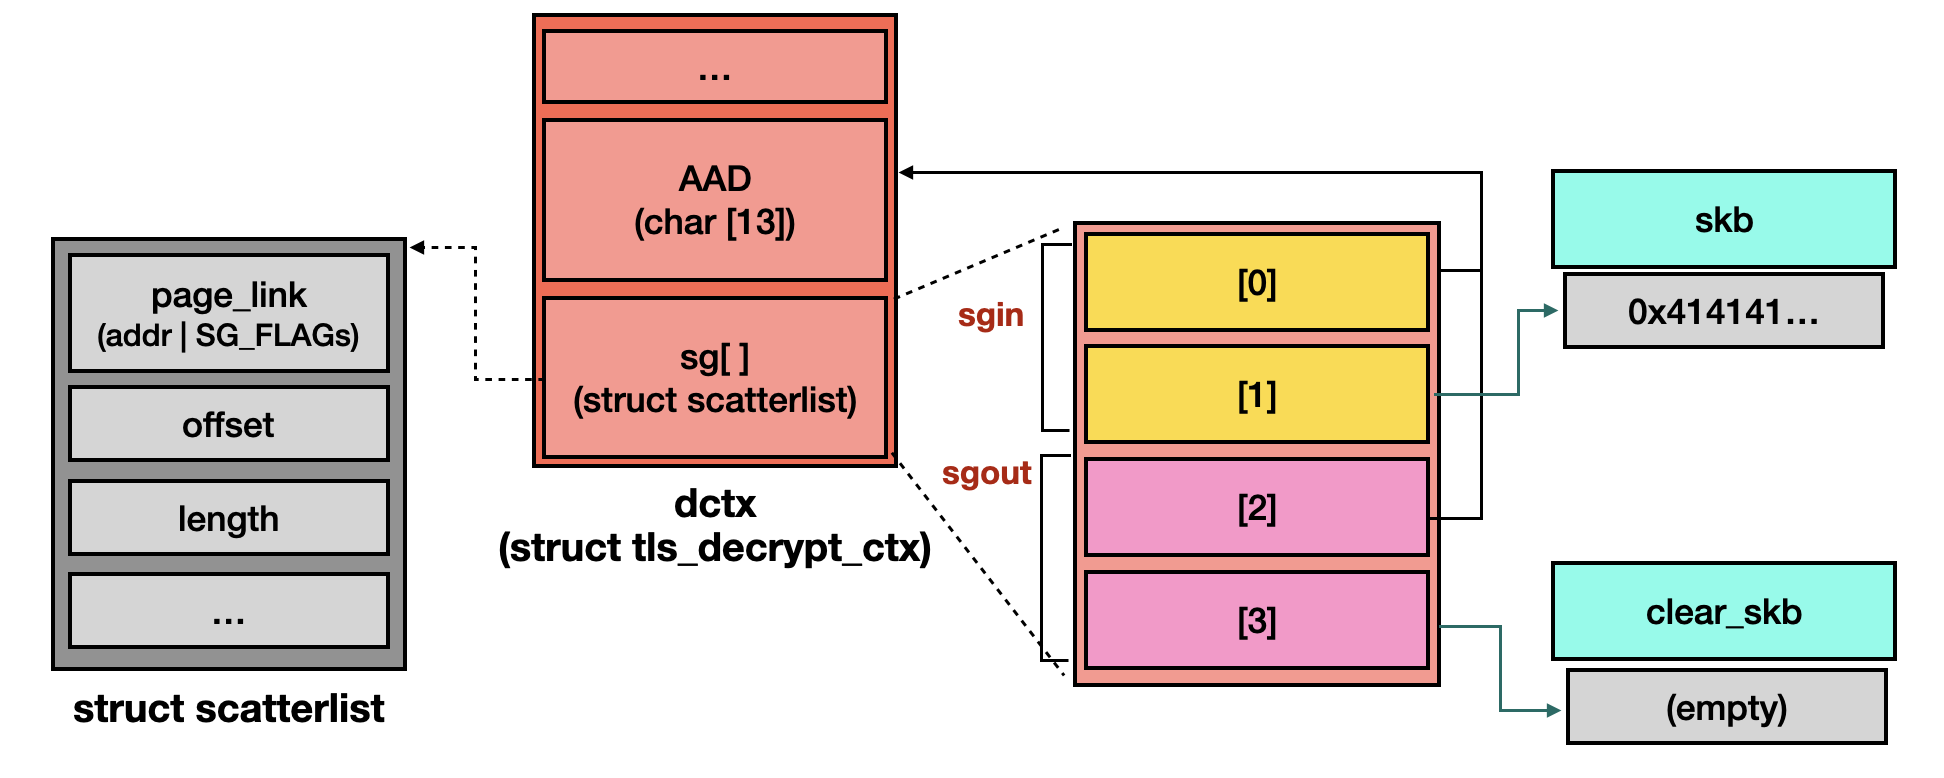 page_link
(addr | SG_FLAGs)
offset
length
...
struct scatterlist
...
AAD
(char [13])
sg[ ]
(struct scatterlist)
dctx
(struct tls_decrypt_ctx)
sgin
sgout
[0]
[1]
[2]
[3]
skb
0x414141...
clear_skb
(empty)